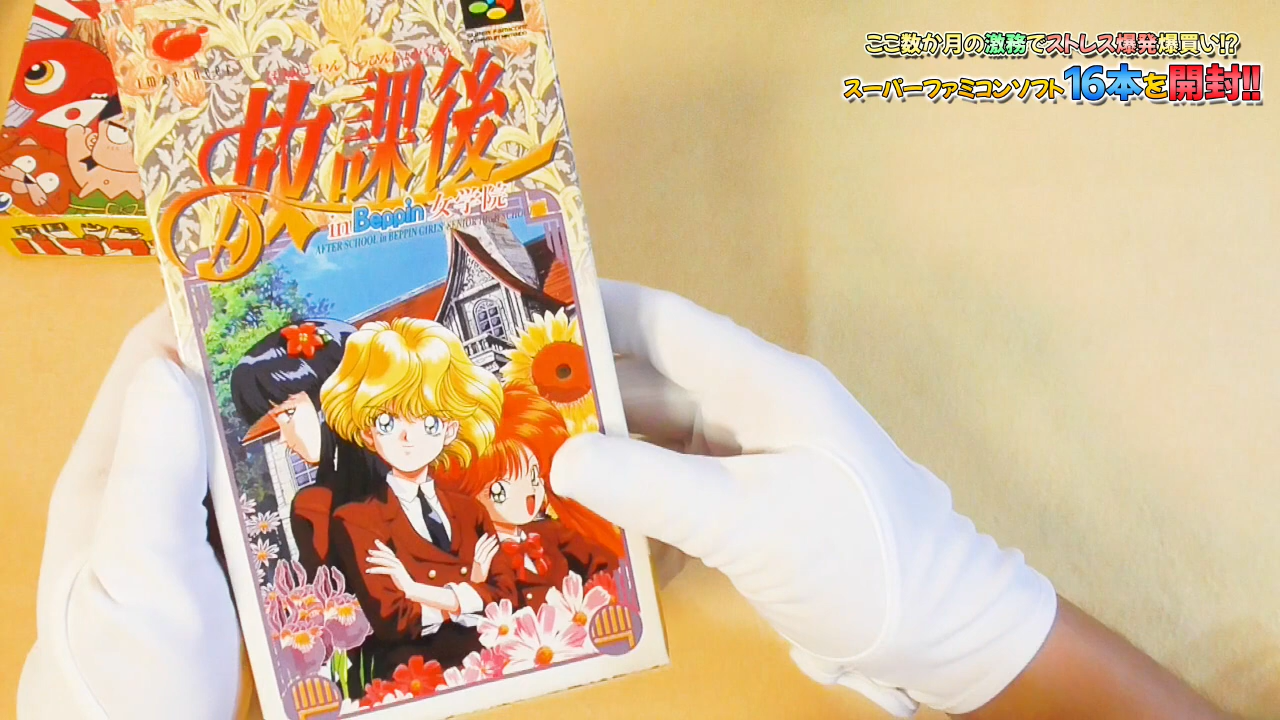 ここ数か月の激務でストレス爆発爆買い!?
スーパーファミコンソフト16本を開封!!
imagineer
放課後
in Beppin 女学院
AFTER SCHOOL in BEPPIN GIRLS' SENIOR HIGH SCHOOL